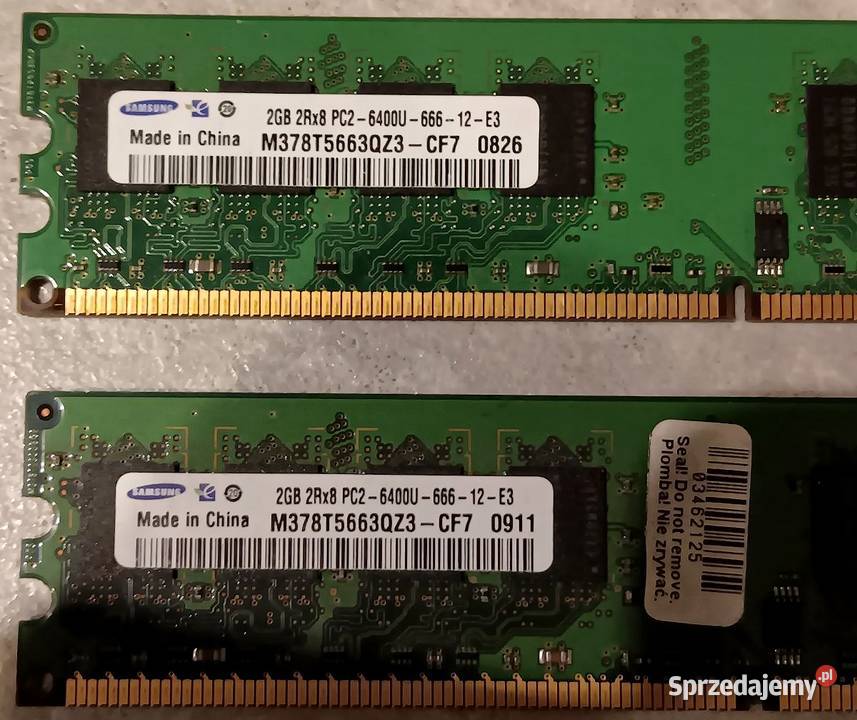 SAMSUNG
2GB 2Rx8 PC2-6400U-666-12-E3
Made in China M378T5663QZ3-CF7 0826
SAMSUNG
2GB 2Rx8 PC2-6400U-666-12-E3
Made in China M378T5663QZ3-CF7 0911
03462125
Seal! Do not remove.
Plomba! Nie zrywać.
Sprzedajemy.pl